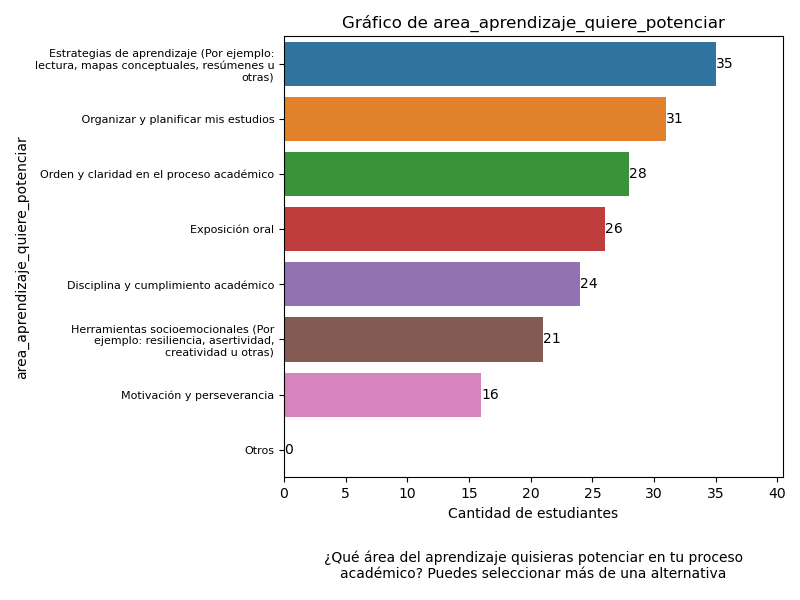 Gráfico de area_aprendizaje_quiere_potenciar
area_aprendizaje_quiere_potenciar
Estrategias de aprendizaje (Por ejemplo:
lectura, mapas conceptuales, resúmenes u
otras)
35
Organizar y planificar mis estudios
31
Orden y claridad en el proceso académico
28
Exposición oral
26
Disciplina y cumplimiento académico
24
Herramientas socioemocionales (Por
ejemplo: resiliencia, asertividad,
creatividad u otras)
21
Motivación y perseverancia
16
Otros
0
0 5 10 15 20 25 30 35 40
Cantidad de estudiantes
¿Qué área del aprendizaje quisieras potenciar en tu proceso
académico? Puedes seleccionar más de una alternativa